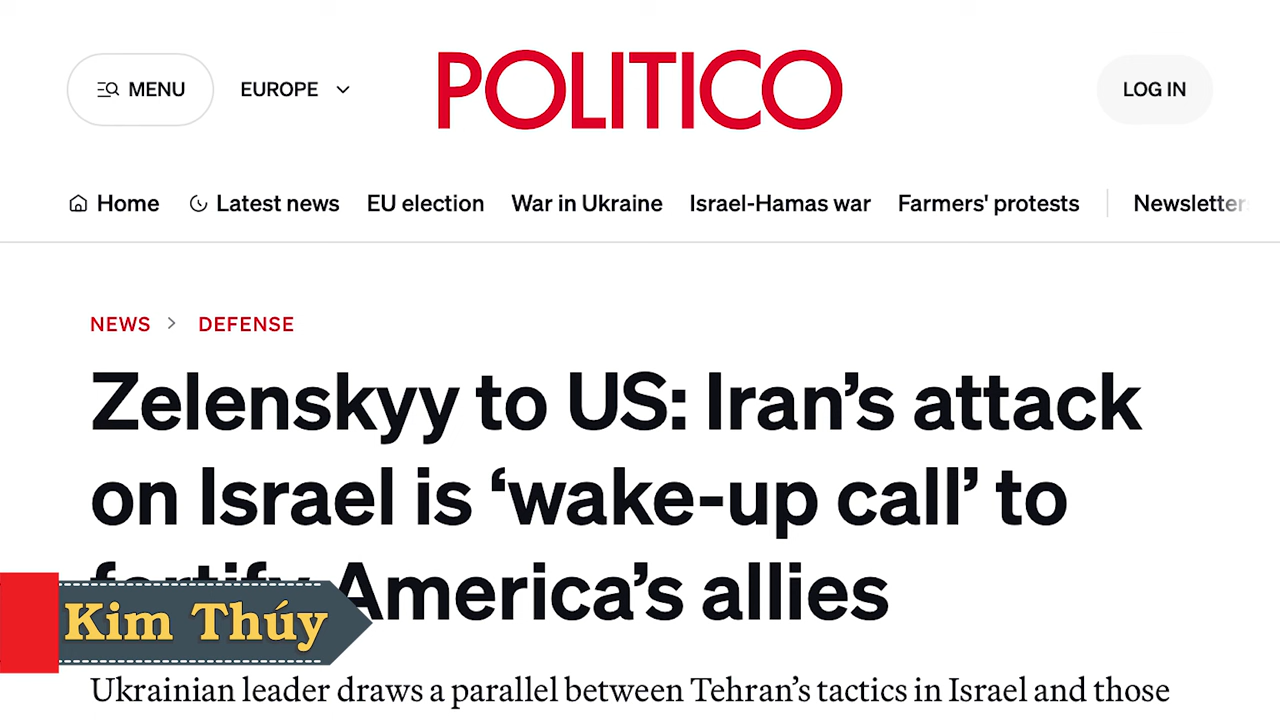 MENU
EUROPE
POLITICO
LOG IN
Home
Latest news
EU election
War in Ukraine
Israel-Hamas war
Farmers' protests
Newsletters
NEWS > DEFENSE
Zelenskyy to US: Iran’s attack
on Israel is ‘wake-up call’ to
fortify America’s allies
Kim Thúy
Ukrainian leader draws a parallel between Tehran’s tactics in Israel and those